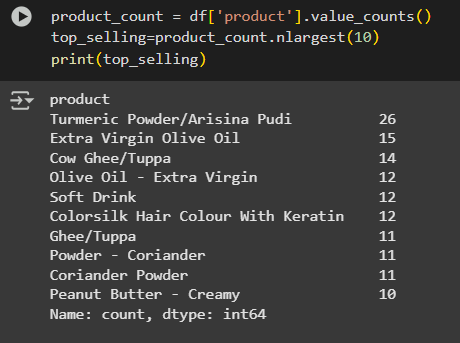 product_count = df['product'].value_counts()
top_selling=product_count.nlargest(10)
print(top_selling)
product
Turmeric Powder/Arisina Pudi 26
Extra Virgin Olive Oil 15
Cow Ghee/Tuppa 14
Olive Oil - Extra Virgin 12
Soft Drink 12
Colorsilk Hair Colour With Keratin 12
Ghee/Tuppa 11
Powder - Coriander 11
Coriander Powder 11
Peanut Butter - Creamy 10
Name: count, dtype: int64